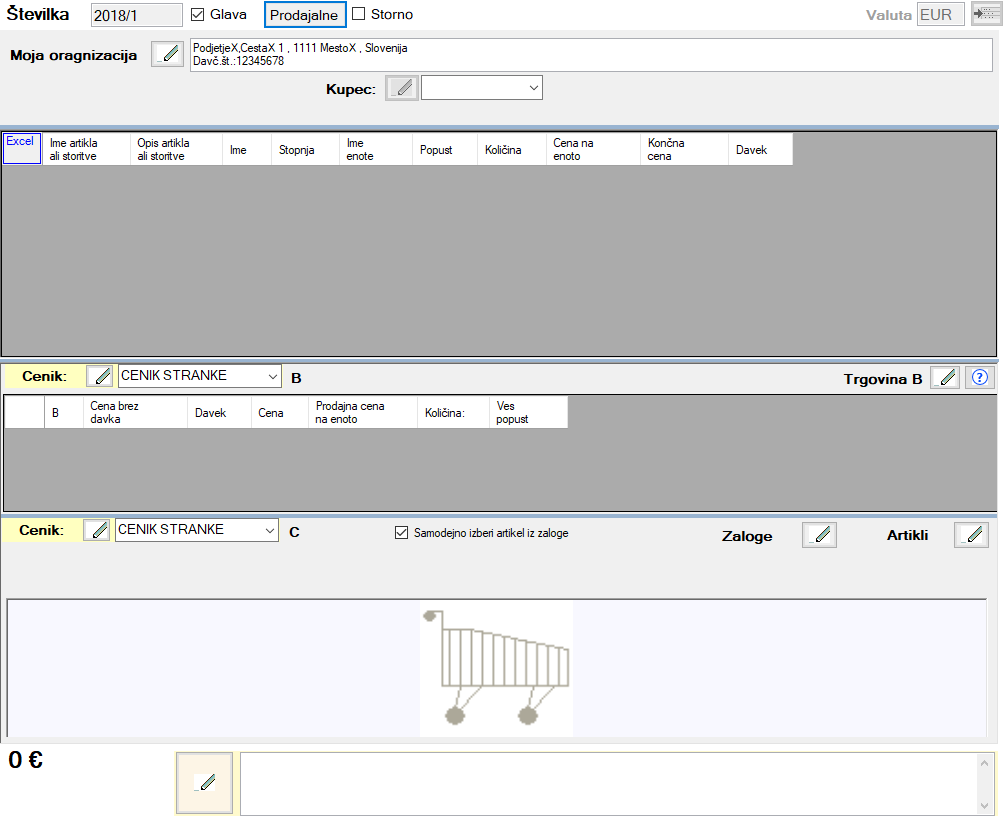 Številka 2018/1 Glava Prodajalne Storno Valuta EUR
Moja oragnizacija PodjetjeX,CestaX 1 , 1111 MestoX , Slovenija
Davč.št.:12345678
Kupec:
Excel Ime artikla Opis artikla Ime Stopnja Ime Popust Količina Cena na Končna Davek
ali storitve ali storitve enote enoto cena
Cenik: CENIK STRANKE B Trgovina B ?
B Cena brez Davek Cena Prodajna cena Količina: Ves
davka na enoto popust
Cenik: CENIK STRANKE C Samodejno izberi artikel iz zaloge Zaloge Artikli
0 €